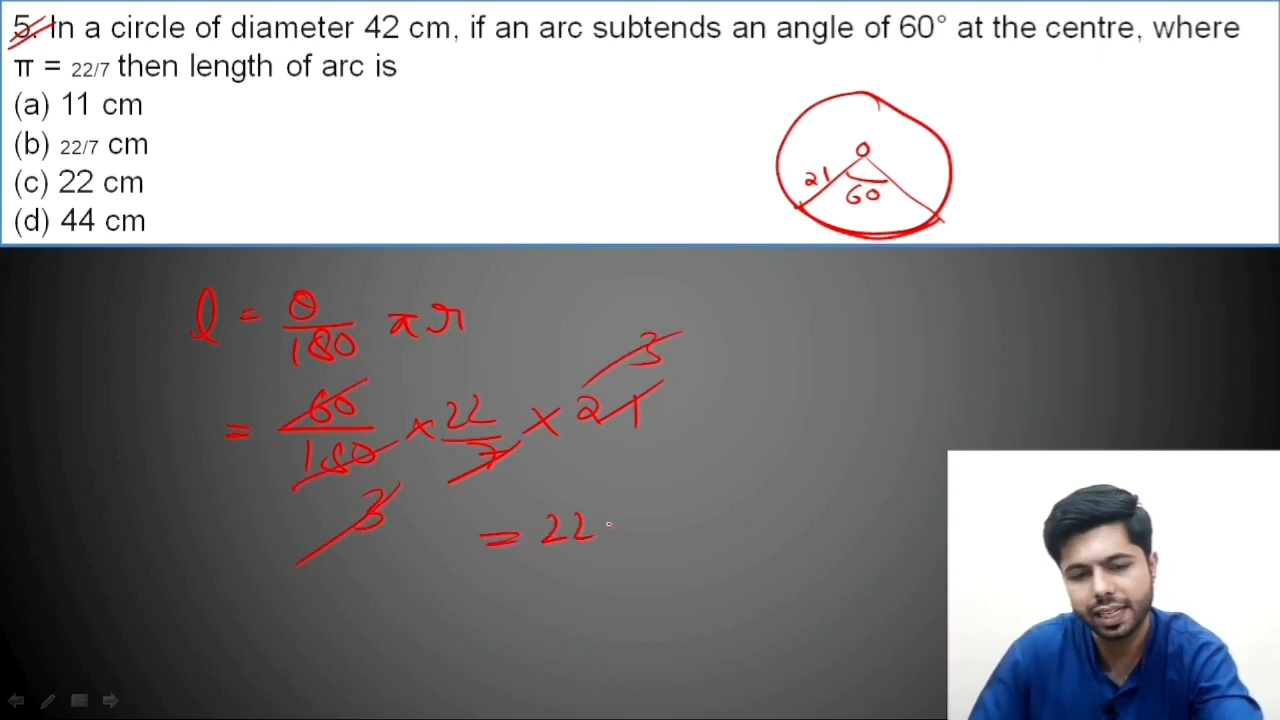 5. In a circle of diameter 42 cm, if an arc subtends an angle of 60° at the centre, where
π = 22/7 then length of arc is
(a) 11 cm
(b) 22/7 cm
(c) 22 cm
(d) 44 cm
O
21
60
l = θ/180 πr
= 60/180 × 22/7 × 21
3
3
= 22